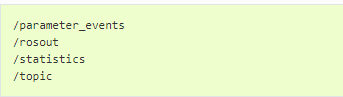 /parameter_events
/rosout
/statistics
/topic